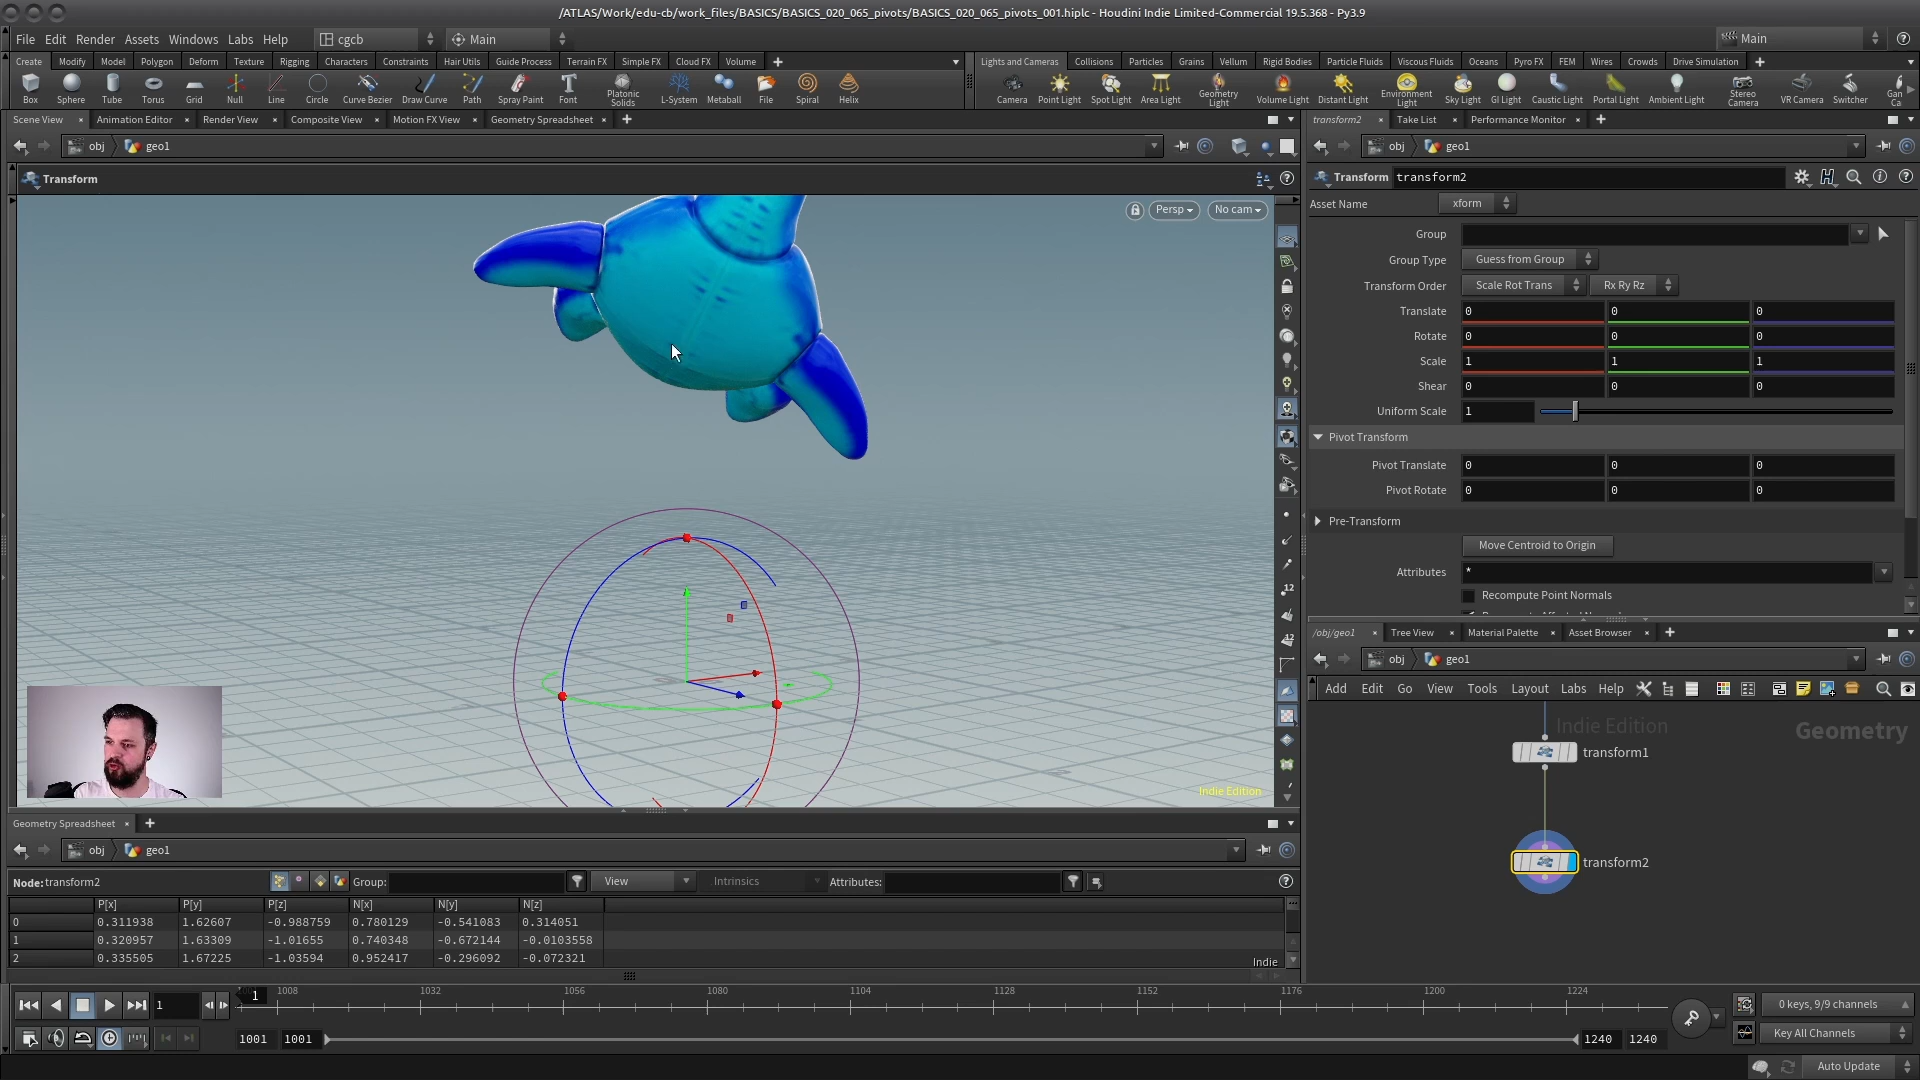 /ATLAS/Work/edu-cb/work_files/BASICS/BASICS_020_065_pivots/BASICS_020_065_pivots_001.hiplc - Houdini Indie Limited-Commercial 19.5.368 - Py3.9
File Edit Render Assets Windows Labs Help cgcb Main Main
Create Modify Model Polygon Deform Texture Rigging Characters Constraints Hair Utils Guide Process Terrain FX Simple FX Cloud FX Volume
Lights and Cameras Collisions Particles Grains Vellum Rigid Bodies Particle Fluids Viscous Fluids Oceans Pyro FX FEM Wires Crowds Drive Simulation
Box Sphere Tube Torus Grid Null Line Circle Curve Bezier Draw Curve Path Spray Paint Font Platonic Solids L-System Metaball File Spiral Helix
Camera Point Light Spot Light Area Light Geometry Light Volume Light Distant Light Environment Light Sky Light GI Light Caustic Light Portal Light Ambient Light Stereo Camera VR Camera Switcher Gan Ca
Scene View Animation Editor Render View Composite View Motion FX View Geometry Spreadsheet
transform2 Take List Performance Monitor
obj geo1
obj geo1
Transform
Transform transform2
Asset Name xform
Persp No cam
Group
Group Type Guess from Group
Transform Order Scale Rot Trans Rx Ry Rz
Translate 0 0 0
Rotate 0 0 0
Scale 1 1 1
Shear 0 0 0
Uniform Scale 1
Pivot Transform
Pivot Translate 0 0 0
Pivot Rotate 0 0 0
Pre-Transform
Move Centroid to Origin
Attributes *
Recompute Point Normals
/obj/geo1 Tree View Material Palette Asset Browser
obj geo1
Add Edit Go View Tools Layout Labs Help
Indie Edition
Geometry
transform1
transform2
Indie Edition
Geometry Spreadsheet
obj geo1
Node: transform2 Group: View Intrinsics Attributes:
P[x] P[y] P[z] N[x] N[y] N[z]
0 0.311938 1.62607 -0.988759 0.780129 -0.541083 0.314051
1 0.320957 1.63309 -1.01655 0.740348 -0.672144 -0.0103558
2 0.335505 1.67225 -1.03594 0.952417 -0.296092 -0.072321
Indie
1 1 1008 1032 1056 1080 1104 1128 1152 1176 1200 1224
0 keys, 9/9 channels
1001 1001 1240 1240
Key All Channels
Auto Update